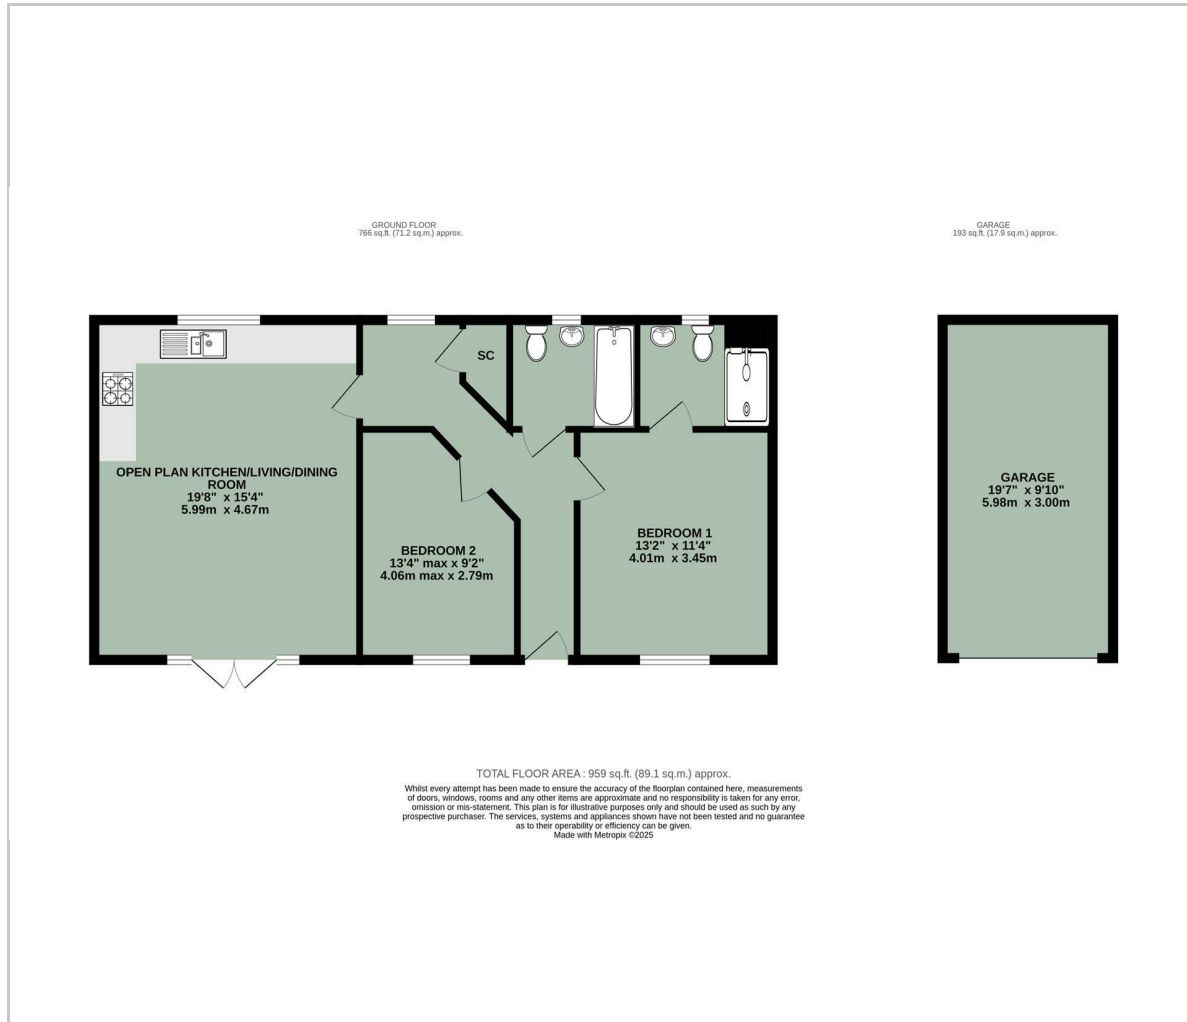 GROUND FLOOR
766 sq.ft. (71.2 sq.m.) approx.
GARAGE
193 sq.ft. (17.9 sq.m.) approx.
SC
OPEN PLAN KITCHEN/LIVING/DINING
ROOM
19'8" x 15'4"
5.99m x 4.67m
BEDROOM 2
13'4" max x 9'2"
4.06m max x 2.79m
BEDROOM 1
13'2" x 11'4"
4.01m x 3.45m
GARAGE
19'7" x 9'10"
5.98m x 3.00m
TOTAL FLOOR AREA : 959 sq.ft. (89.1 sq.m.) approx.
Whilst every attempt has been made to ensure the accuracy of the floorplan contained here, measurements
of doors, windows, rooms and any other items are approximate and no responsibility is taken for any error,
omission or mis-statement. This plan is for illustrative purposes only and should be used as such by any
prospective purchaser. The services, systems and appliances shown have not been tested and no guarantee
as to their operability or efficiency can be given.
Made with Metropix ©2025